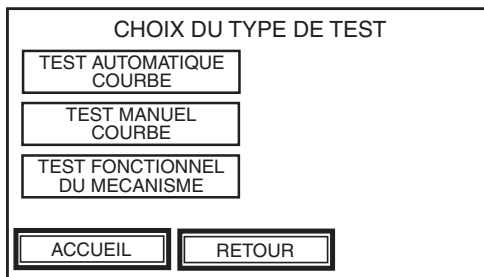 CHOIX DU TYPE DE TEST
TEST AUTOMATIQUE
COURBE
TEST MANUEL
COURBE
TEST FONCTIONNEL
DU MECANISME
ACCUEIL
RETOUR